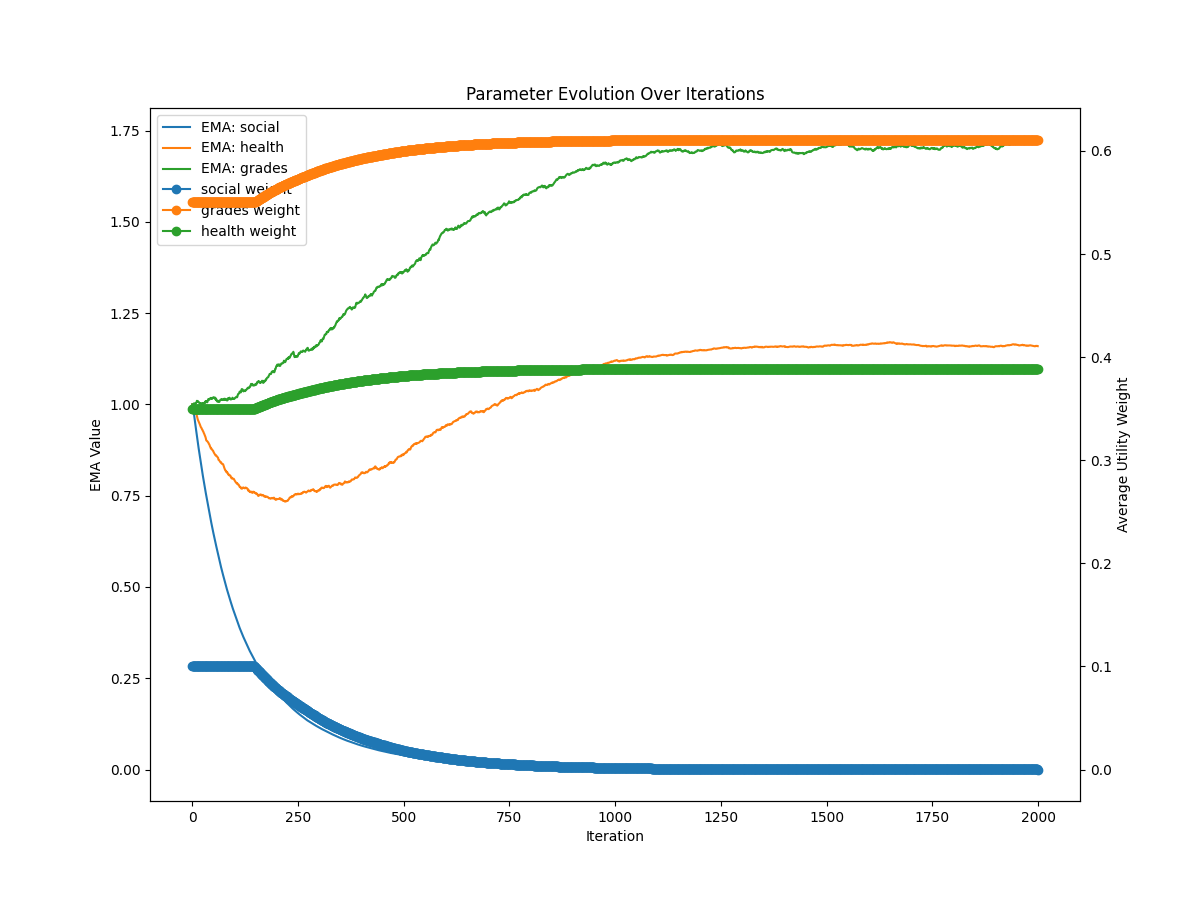 Parameter Evolution Over Iterations
EMA: social
EMA: health
EMA: grades
social weight
grades weight
health weight
1.75
1.50
1.25
1.00
0.75
0.50
0.25
0.00
EMA Value
0.6
0.5
0.4
0.3
0.2
0.1
0.0
Average Utility Weight
0 250 500 750 1000 1250 1500 1750 2000
Iteration